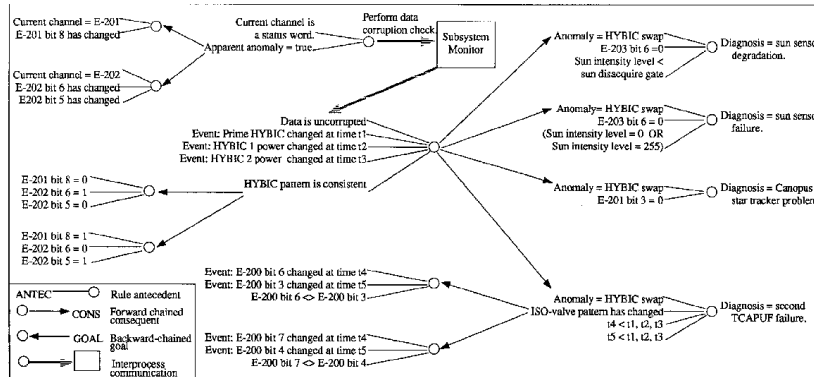 Current channel = E-201
E-201 bit 8 has changed
Current channel = E-202
E-202 bit 6 has changed
E202 bit 5 has changed
Current channel is
a status word.
Apparent anomaly = true.
Perform data
corruption check.
Subsystem
Monitor
Data is uncorrupted
Event: Prime HYBIC changed at time t1
Event: HYBIC 1 power changed at time t2
Event: HYBIC 2 power changed at time t3
HYBIC pattern is consistent
E-201 bit 8 = 0
E-202 bit 6 = 1
E-202 bit 5 = 0
E-201 bit 8 = 1
E-202 bit 6 = 0
E-202 bit 5 = 1
Anomaly = HYBIC swap
E-203 bit 6 =0
Sun intensity level <
sun disacquire gate
Diagnosis = sun senso
degradation.
Anomaly = HYBIC swap
E-203 bit 6 = 0
(Sun intensity level = 0 OR
Sun intensity level = 255)
Diagnosis = sun senso
failure.
Anomaly = HYBIC swap
E-201 bit 3 = 0
Diagnosis = Canopus
star tracker problem
Event: E-200 bit 6 changed at time t4
Event: E-200 bit 3 changed at time t5
E-200 bit 6 <> E-200 bit 3
Event: E-200 bit 7 changed at time t4
Event: E-200 bit 4 changed at time t5
E-200 bit 7 <> E-200 bit 4
Anomaly = HYBIC swap
ISO-valve pattern has changed
t4 < t1, t2, t3
t5 < t1, t2, t3
Diagnosis = second
TCAPUF failure.
ANTEC
Rule antecedent
CONS
Forward chained
consequent
GOAL
Backward-chained
goal
Interprocess
communication